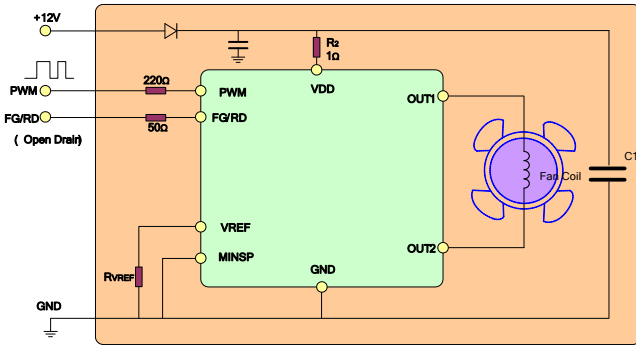 +12V
R2
1Ω
PWM
220Ω
PWM
VDD
OUT1
FG/RD
50Ω
FG/RD
( Open Drain)
C1
Fan Coil
VREF
OUT2
MINSP
GND
RVREF
GND